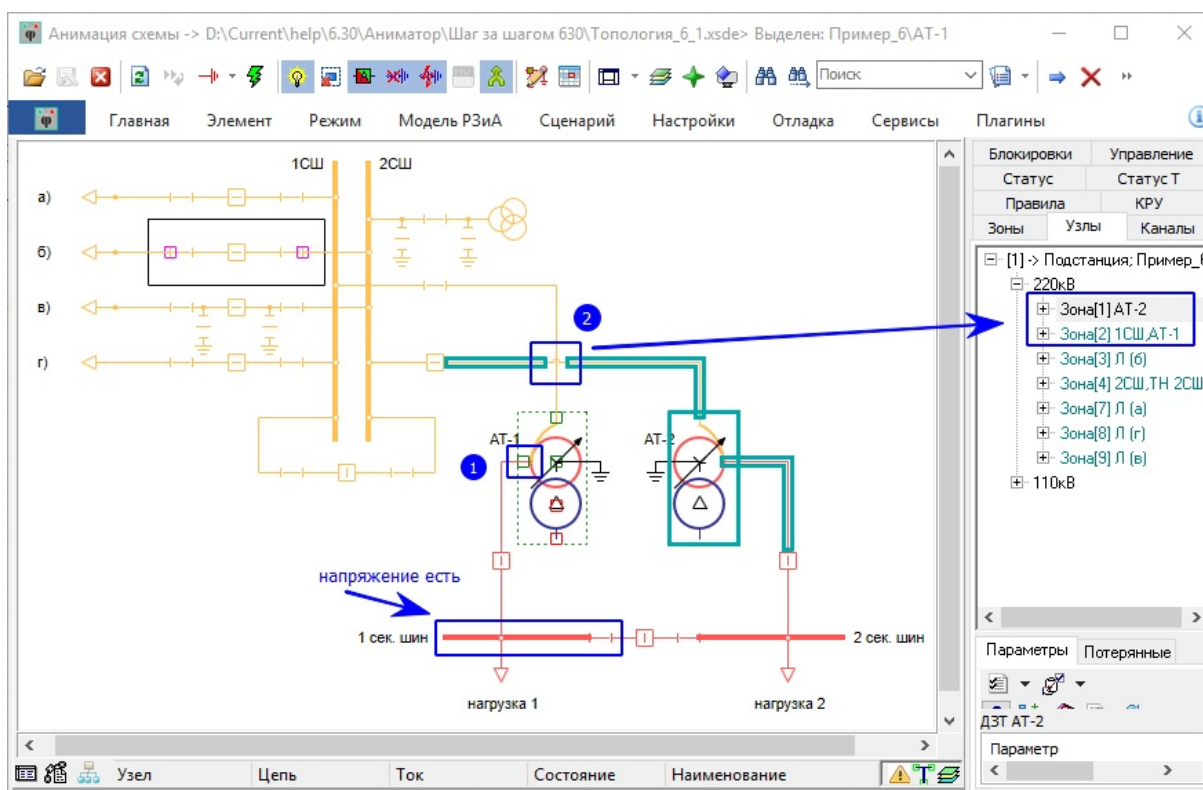 Анимация схемы -> D:\Current\help\6.30\Аниматор\Шаг за шагом 630\Топология_6_1.xsde> Выделен: Пример_6\АТ-1
Поиск
Главная Элемент Режим Модель РЗиА Сценарий Настройки Отладка Сервисы Плагины
Блокировки Управление
Статус Статус Т
Правила КРУ
Зоны Узлы Каналы
[1] -> Подстанция; Пример_6
220кВ
Зона[1] АТ-2
Зона[2] 1СШ,АТ-1
Зона[3] Л (б)
Зона[4] 2СШ,ТН 2СШ
Зона[7] Л (а)
Зона[8] Л (г)
Зона[9] Л (в)
110кВ
1СШ 2СШ
а)
б)
в)
г)
2
АТ-1 АТ-2
1
напряжение есть
1 сек. шин 2 сек. шин
нагрузка 1 нагрузка 2
Параметры Потерянные
ДЗТ АТ-2
Параметр
Узел Цепь Ток Состояние Наименование